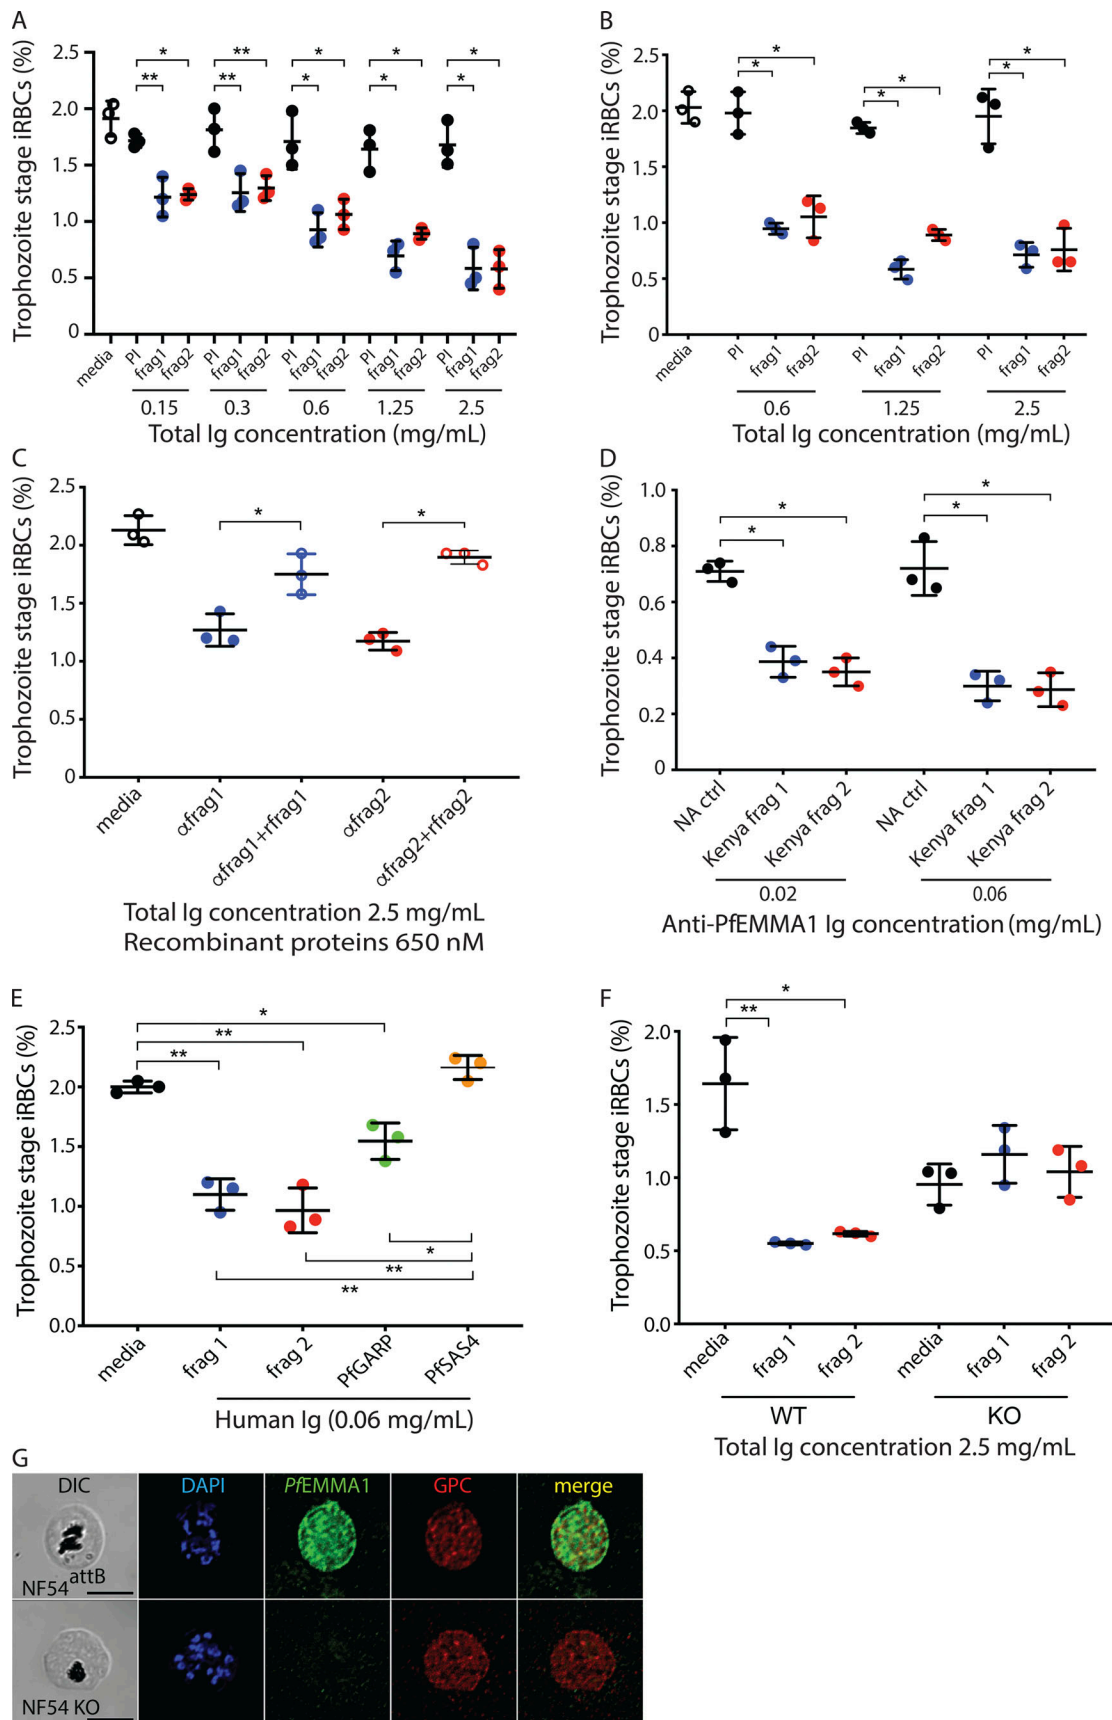 A
Trophozoite stage iRBCs (%)
2.5
2.0
1.5
1.0
0.5
0
* ** * * *
** ** * * *
media PI frag1 frag2 PI frag1 frag2 PI frag1 frag2 PI frag1 frag2 PI frag1 frag2
0.15 0.3 0.6 1.25 2.5
Total Ig concentration (mg/mL)
B
Trophozoite stage iRBCs (%)
2.5
2.0
1.5
1.0
0.5
0
* * *
* * *
media PI frag1 frag2 PI frag1 frag2 PI frag1 frag2
0.6 1.25 2.5
Total Ig concentration (mg/mL)
C
Trophozoite stage iRBCs (%)
2.5
2.0
1.5
1.0
0.5
0
* *
media αfrag1 αfrag1+rfrag1 αfrag2 αfrag2+rfrag2
Total Ig concentration 2.5 mg/mL
Recombinant proteins 650 nM
D
Trophozoite stage iRBCs (%)
1.0
0.8
0.6
0.4
0.2
0
* *
* *
NA ctrl Kenya frag 1 Kenya frag 2 NA ctrl Kenya frag 1 Kenya frag 2
0.02 0.06
Anti-PfEMMA1 Ig concentration (mg/mL)
E
Trophozoite stage iRBCs (%)
2.5
2.0
1.5
1.0
0.5
0.0
*
**
**
*
**
**
media frag 1 frag 2 PfGARP PfSAS4
Human Ig (0.06 mg/mL)
F
Trophozoite stage iRBCs (%)
2.0
1.5
1.0
0.5
0.0
*
**
media frag 1 frag 2 media frag 1 frag 2
WT KO
Total Ig concentration 2.5 mg/mL
G
DIC DAPI PfEMMA1 GPC merge
NF54attB
NF54 KO